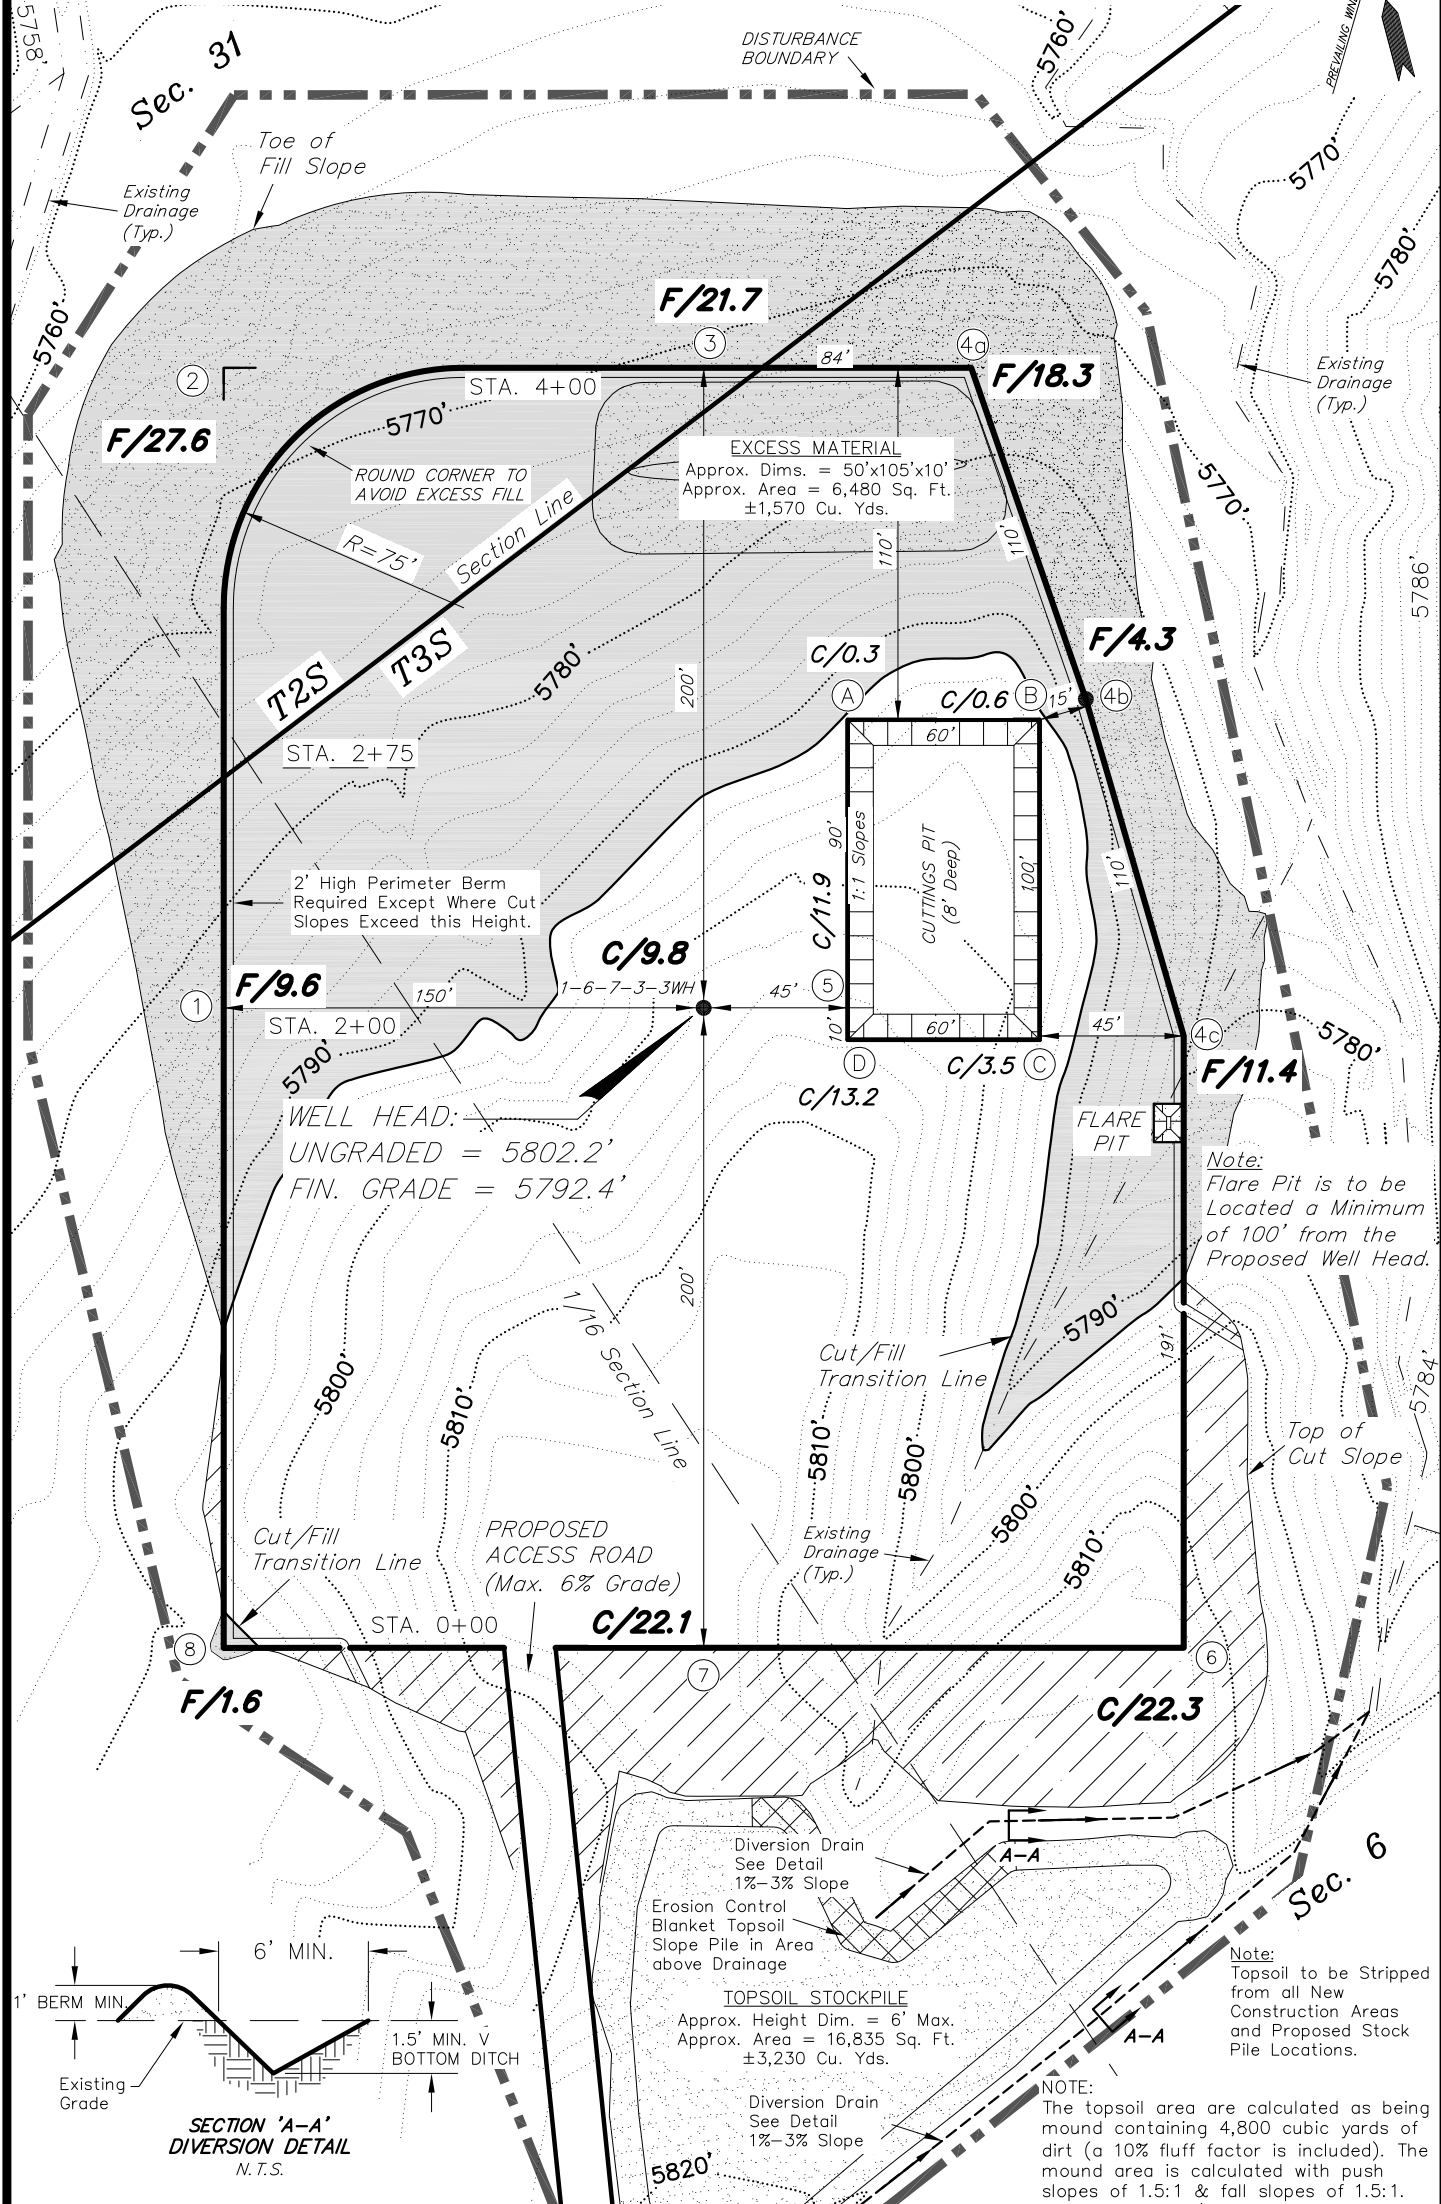 5758'
Sec. 31
DISTURBANCE
BOUNDARY
5760'
PREVAILING
5770'
Toe of
Fill Slope
Existing
Drainage
(Typ.)
5780'
5760'
F/21.7
3
84'
4a
F/18.3
2
STA. 4+00
Existing
Drainage
(Typ.)
F/27.6
5770'
ROUND CORNER TO
AVOID EXCESS FILL
EXCESS MATERIAL
Approx. Dims. = 50'x105'x10'
Approx. Area = 6,480 Sq. Ft.
±1,570 Cu. Yds.
5770'
R=75'
Section Line
110'
110'
5786'
T2S
T3S
5780'
200'
C/0.3
F/4.3
A
C/0.6
B
15'
4b
60'
STA. 2+75
90'
1:1 Slopes
CUTTINGS PIT
(8' Deep)
100'
110'
2' High Perimeter Berm
Required Except Where Cut
Slopes Exceed this Height.
C/11.9
C/9.8
1-6-7-3-3WH
1
F/9.6
150'
45'
5
STA. 2+00
10'
60'
45'
4c
5780'
5790'
D
C/3.5
C
F/11.4
C/13.2
WELL HEAD:
UNGRADED = 5802.2'
FIN. GRADE = 5792.4'
FLARE
PIT
Note:
Flare Pit is to be
Located a Minimum
of 100' from the
Proposed Well Head.
200'
1/16 Section Line
5790'
191'
Cut/Fill
Transition Line
5800'
5810'
5784'
5810'
5800'
Top of
Cut Slope
5800'
Cut/Fill
Transition Line
PROPOSED
ACCESS ROAD
(Max. 6% Grade)
Existing
Drainage
(Typ.)
5810'
STA. 0+00
C/22.1
8
7
6
F/1.6
C/22.3
Diversion Drain
See Detail
1%-3% Slope
A-A
Sec. 6
Erosion Control
Blanket Topsoil
Slope Pile in Area
above Drainage
6' MIN.
1' BERM MIN.
1.5' MIN. V
BOTTOM DITCH
Existing
Grade
SECTION 'A-A'
DIVERSION DETAIL
N.T.S.
TOPSOIL STOCKPILE
Approx. Height Dim. = 6' Max.
Approx. Area = 16,835 Sq. Ft.
±3,230 Cu. Yds.
A-A
Note:
Topsoil to be Stripped
from all New
Construction Areas
and Proposed Stock
Pile Locations.
Diversion Drain
See Detail
1%-3% Slope
5820'
NOTE:
The topsoil area are calculated as being
mound containing 4,800 cubic yards of
dirt (a 10% fluff factor is included). The
mound area is calculated with push
slopes of 1.5:1 & fall slopes of 1.5:1.